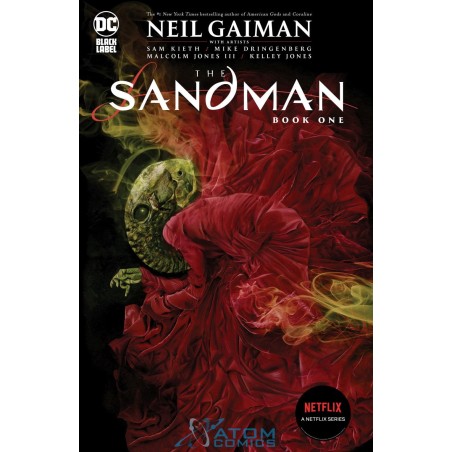 DC
BLACK
LABEL
The #1 New York Times bestselling author of American Gods and Coraline
NEIL GAIMAN
WITH ARTISTS
SAM KIETH / MIKE DRINGENBERG
MALCOLM JONES III / KELLEY JONES
THE
SANDMAN
BOOK ONE
NETFLIX
A NETFLIX SERIES
ATOM
COMICS